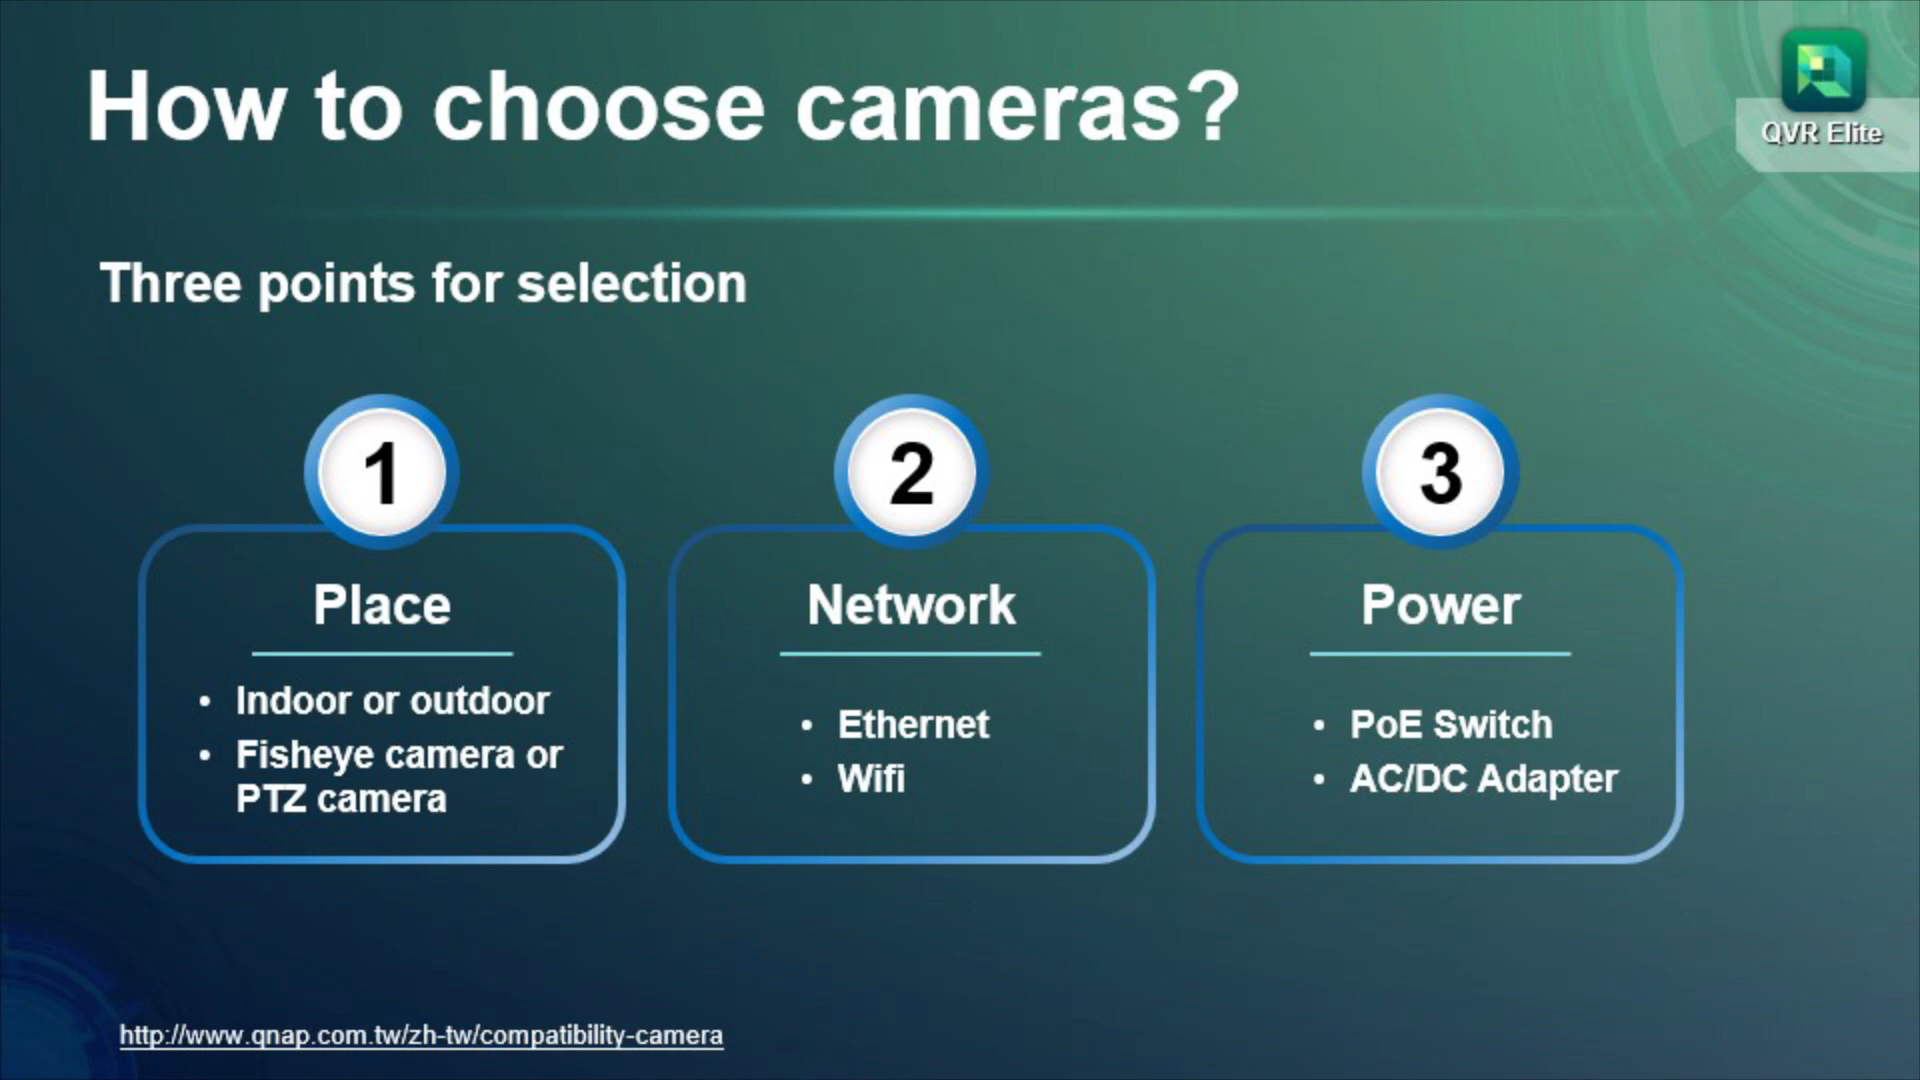 How to choose cameras?
QVR Elite
Three points for selection
1
Place
• Indoor or outdoor
• Fisheye camera or
PTZ camera
2
Network
• Ethernet
• Wifi
3
Power
• PoE Switch
• AC/DC Adapter
http://www.qnap.com.tw/zh-tw/compatibility-camera